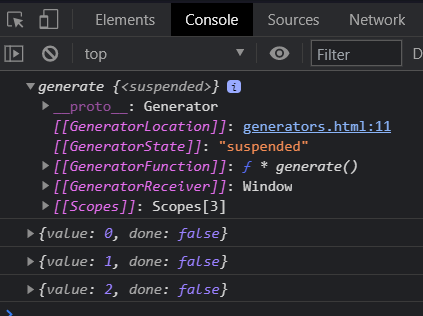 Elements Console Sources Network
top Filter D
generate {<suspended>} i
__proto__: Generator
[[GeneratorLocation]]: generators.html:11
[[GeneratorState]]: "suspended"
[[GeneratorFunction]]: ƒ * generate()
[[GeneratorReceiver]]: Window
[[Scopes]]: Scopes[3]
{value: 0, done: false}
{value: 1, done: false}
{value: 2, done: false}